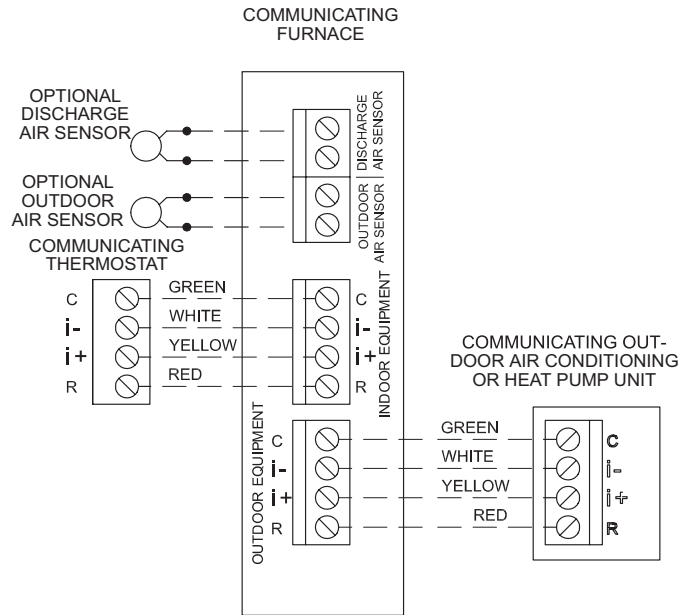 COMMUNICATING
FURNACE
OPTIONAL
DISCHARGE
AIR SENSOR
DISCHARGE
AIR SENSOR
OPTIONAL
OUTDOOR
AIR SENSOR
OUTDOOR
AIR SENSOR
COMMUNICATING
THERMOSTAT
C
i-
i+
R
GREEN
WHITE
YELLOW
RED
C
i-
i+
R
INDOOR EQUIPMENT
COMMUNICATING OUT-
DOOR AIR CONDITIONING
OR HEAT PUMP UNIT
OUTDOOR EQUIPMENT
C
i-
i+
R
GREEN
WHITE
YELLOW
RED
C
i-
i+
R